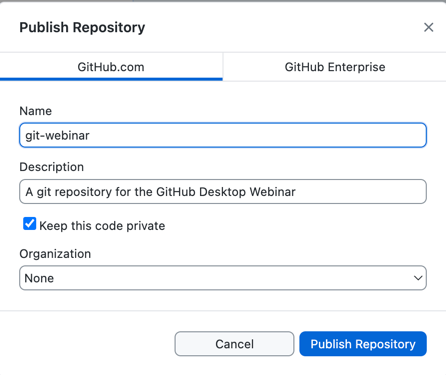 Publish Repository
GitHub.com
GitHub Enterprise
Name
git-webinar
Description
A git repository for the GitHub Desktop Webinar
Keep this code private
Organization
None
Cancel
Publish Repository